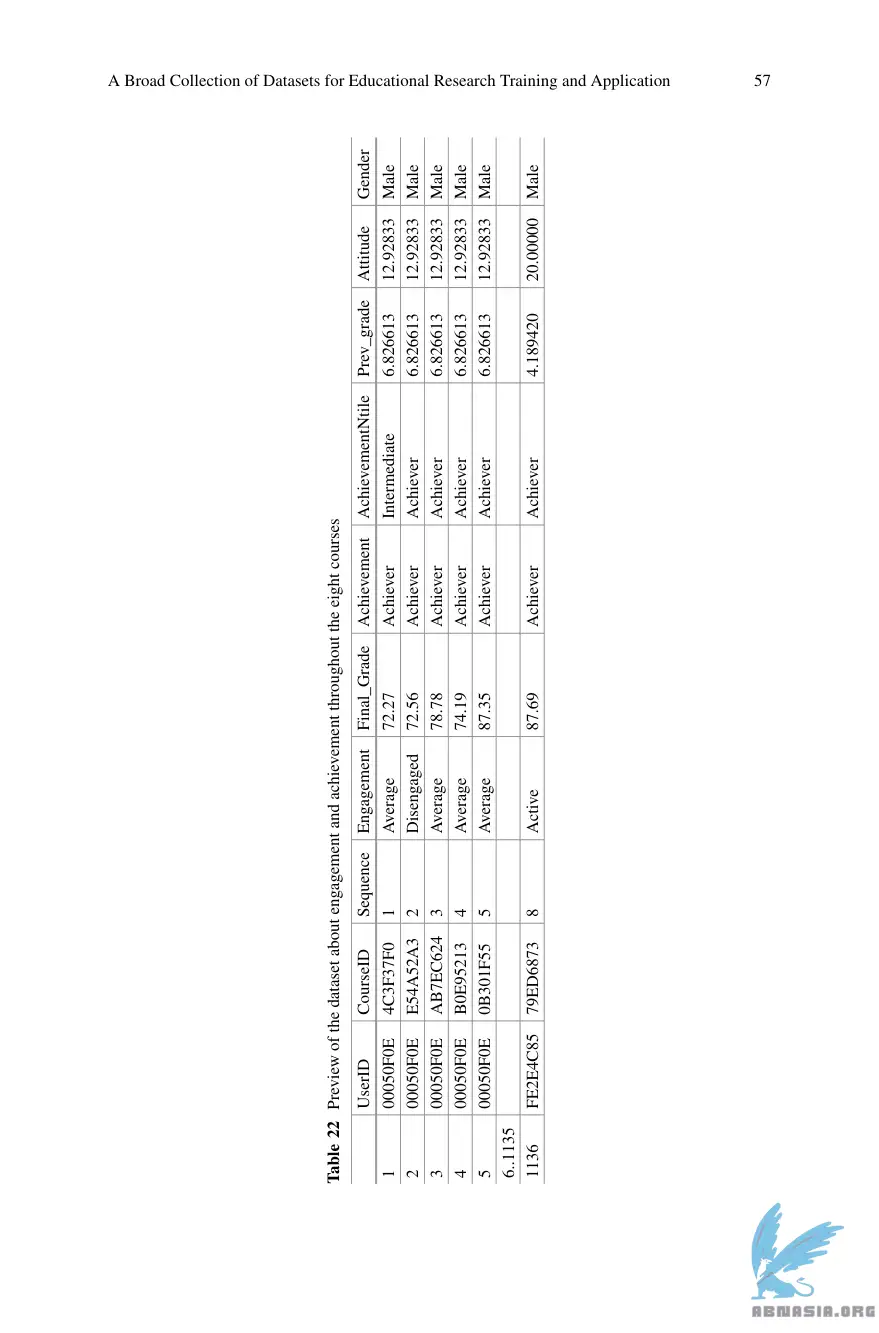 A Broad Collection of Datasets for Educational Research Training and Application 57
Table 22 Preview of the dataset about engagement and achievement throughout the eight courses
UserID CourseID Sequence Engagement Final_Grade Achievement AchievementNtile Prev_grade Attitude Gender
1 00050F0E 4C3F37F0 1 Average 72.27 Achiever Intermediate 6.826613 12.92833 Male
2 00050F0E E54A52A3 2 Disengaged 72.56 Achiever Achiever 6.826613 12.92833 Male
3 00050F0E AB7EC624 3 Average 78.78 Achiever Achiever 6.826613 12.92833 Male
4 00050F0E B0E95213 4 Average 74.19 Achiever Achiever 6.826613 12.92833 Male
5 00050F0E 0B301F55 5 Average 87.35 Achiever Achiever 6.826613 12.92833 Male
6..1135
1136 FE2E4C85 79ED6873 8 Active 87.69 Achiever Achiever 4.189420 20.00000 Male
ABNASIA.ORG